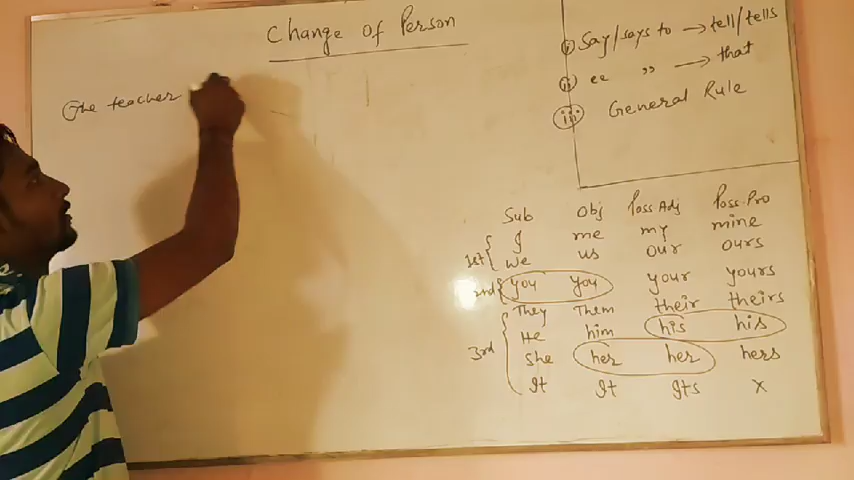 Change of Person
The teacher
(i) Say/says to → tell/tells
(ii) " " → that
(iii) General Rule
Sub Obj Poss Adj Poss. Pro
1st { I me my mine
We us our ours
2nd { you you your yours
3rd { They Them their theirs
He him his his
She her her hers
It It Its X